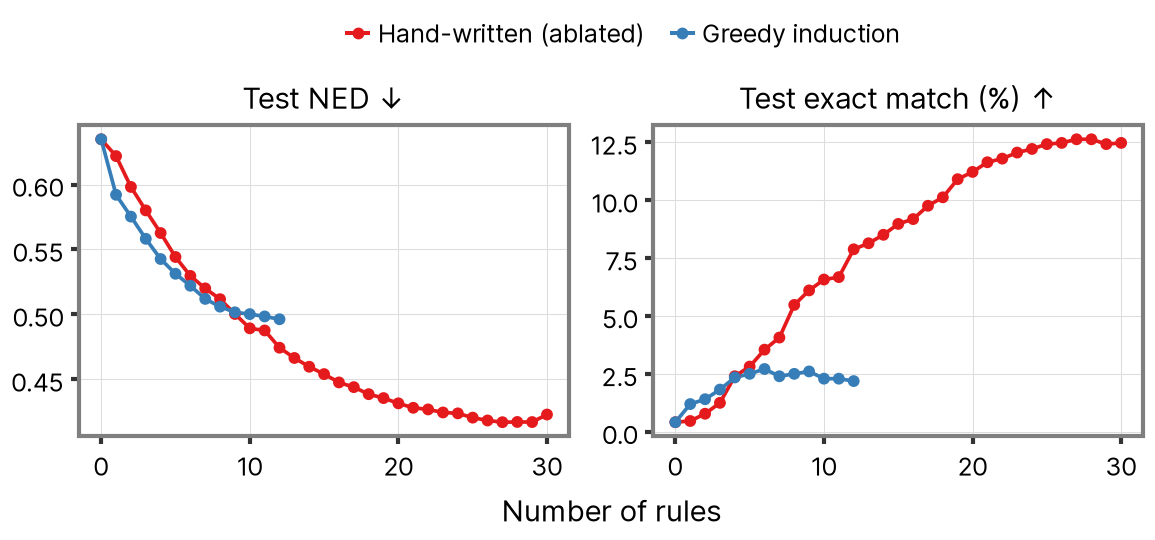 Hand-written (ablated) Greedy induction
Test NED ↓
0.60
0.55
0.50
0.45
0 10 20 30
Test exact match (%) ↑
12.5
10.0
7.5
5.0
2.5
0.0
0 10 20 30
Number of rules